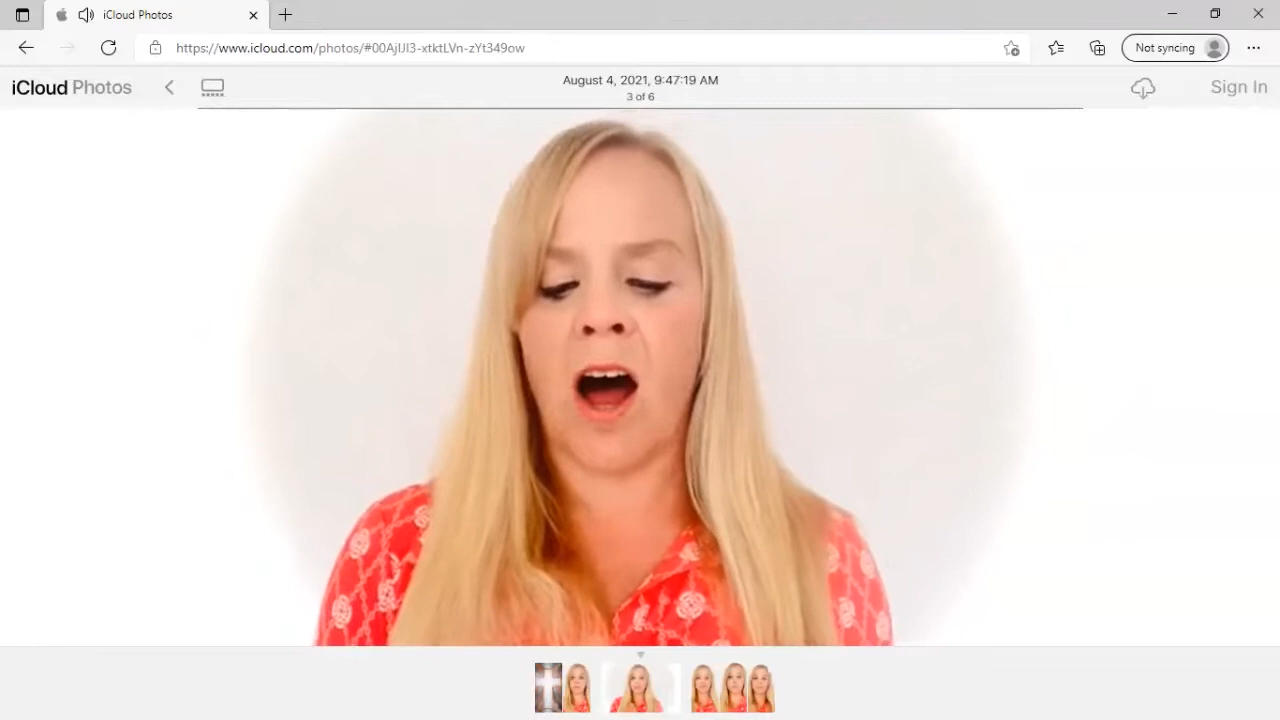 iCloud Photos
https://www.icloud.com/photos/#00AjlJl3-xtktLVn-zYt349ow
Not syncing
iCloud Photos
August 4, 2021, 9:47:19 AM
3 of 6
Sign In